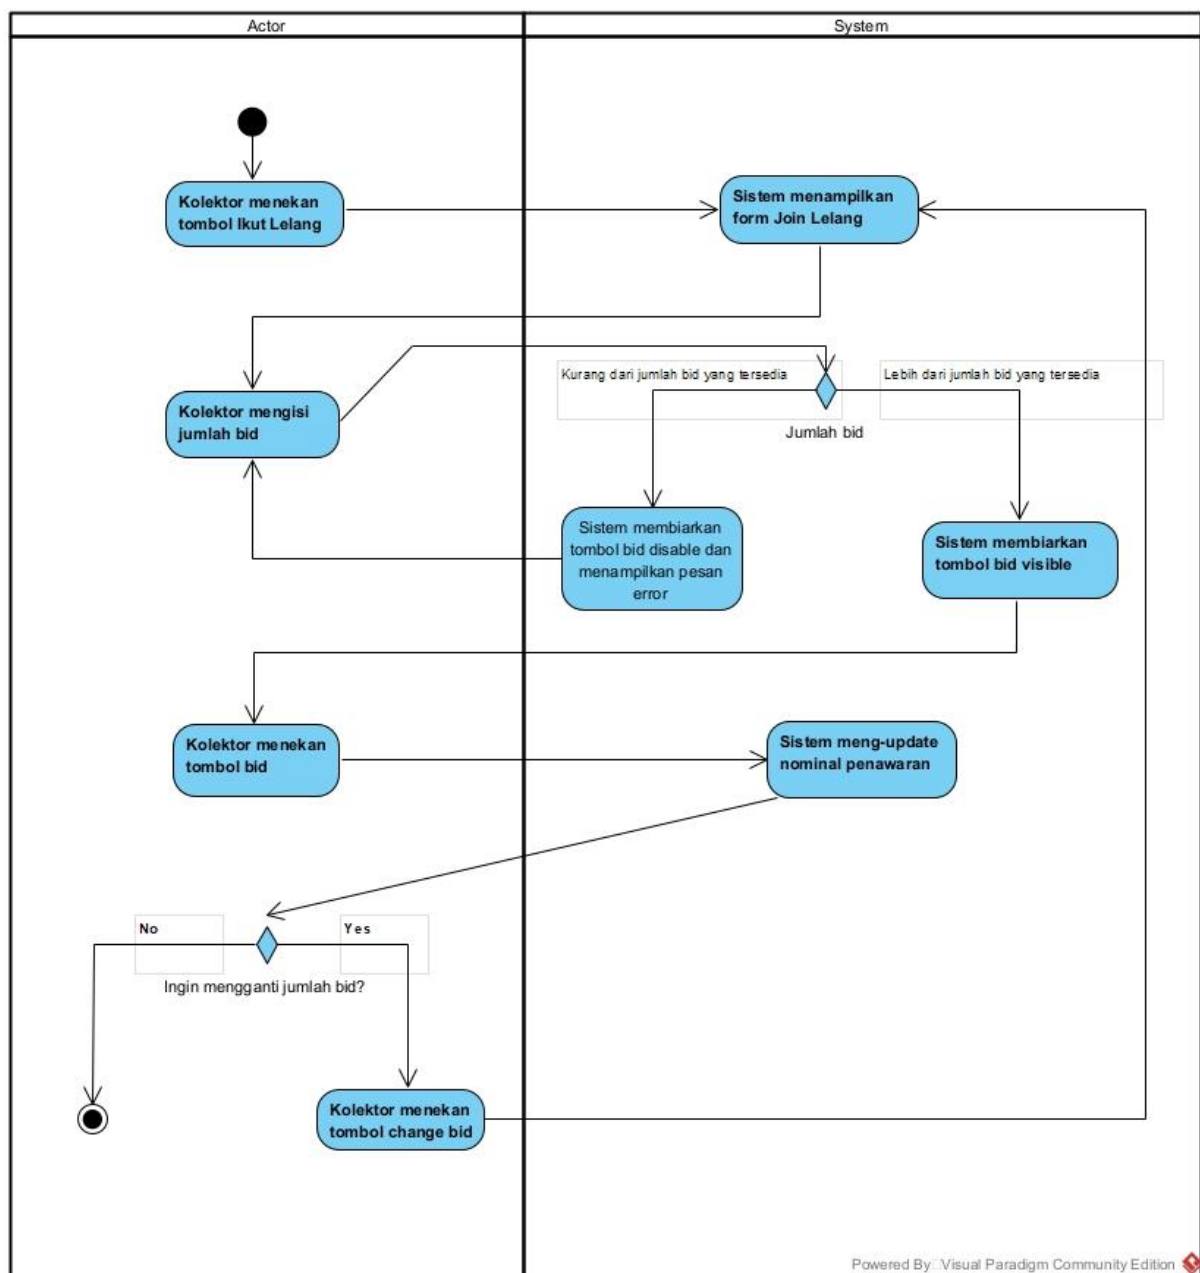 Actor
System
Kolektor menekan
tombol Ikut Lelang
Sistem menampilkan
form Join Lelang
Kolektor mengisi
jumlah bid
Kurang dari jumlah bid yang tersedia
Lebih dari jumlah bid yang tersedia
Jumlah bid
Sistem membiarkan
tombol bid disable dan
menampilkan pesan
error
Sistem membiarkan
tombol bid visible
Kolektor menekan
tombol bid
Sistem meng-update
nominal penawaran
No
Yes
Ingin mengganti jumlah bid?
Kolektor menekan
tombol change bid
Powered By Visual Paradigm Community Edition